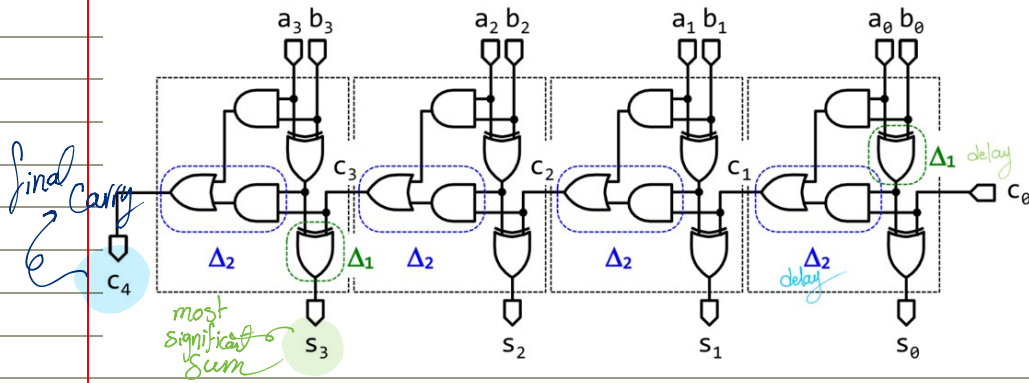 a₃ b₃ a₂ b₂ a₁ b₁ a₀ b₀
Δ₁ delay
c₃ c₂ c₁ c₀
final Carry
Δ₂ Δ₁ Δ₂ Δ₂ Δ₂
delay
c₄
most
significant
sum
s₃ s₂ s₁ s₀